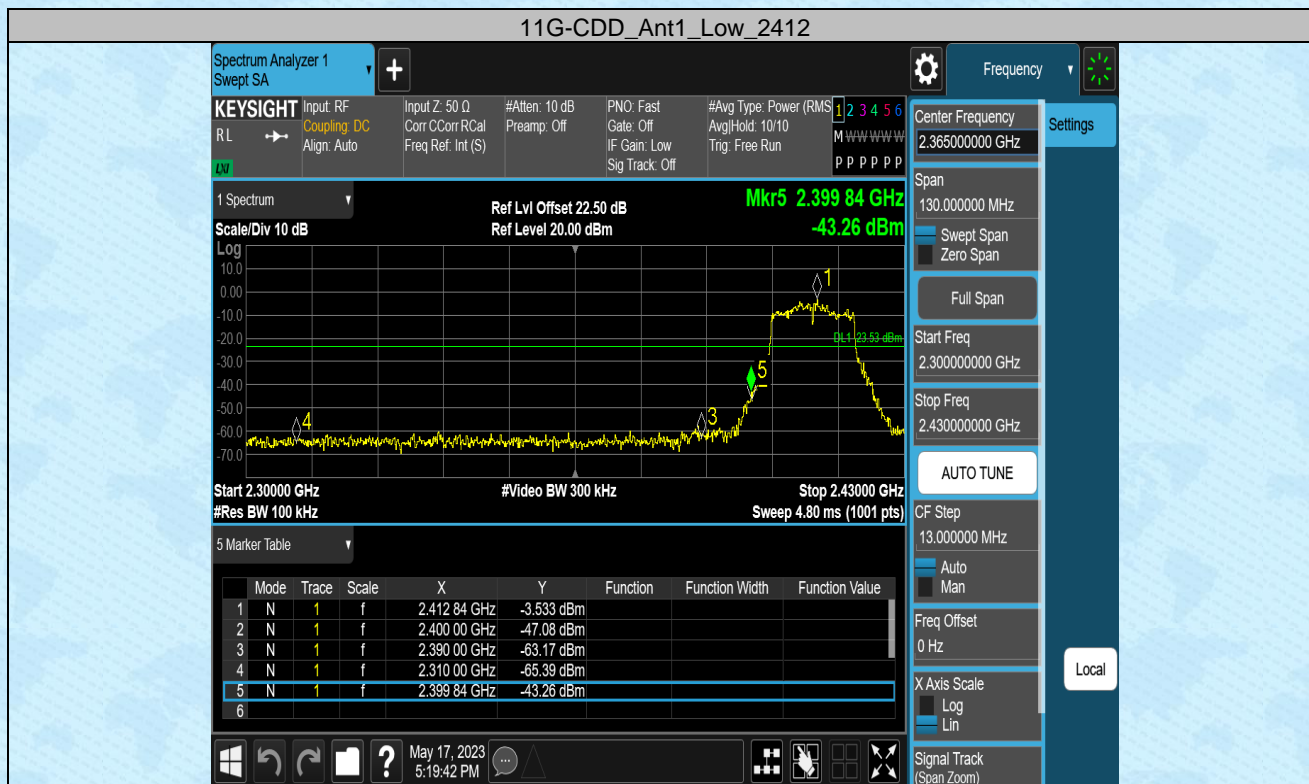 11G-CDD_Ant1_Low_2412
Spectrum Analyzer 1
Swept SA
Frequency
KEYSIGHT Input: RF Input Z: 50 Ω #Atten: 10 dB PNO: Fast #Avg Type: Power (RMS 1 2 3 4 5 6
RL Coupling: DC Corr CCorr RCal Preamp: Off Gate: Off Avg|Hold: 10/10 M W W W W W
Align: Auto Freq Ref: Int (S) IF Gain: Low Trig: Free Run
LXI Sig Track: Off P P P P P P
1 Spectrum
Ref Lvl Offset 22.50 dB
Mkr5 2.399 84 GHz
Scale/Div 10 dB Ref Level 20.00 dBm -43.26 dBm
Log
10.0
0.00
-10.0
-20.0
-30.0
-40.0
-50.0
-60.0
-70.0
1
DL1 -23.53 dBm
5
3
4
Start 2.30000 GHz #Video BW 300 kHz Stop 2.43000 GHz
#Res BW 100 kHz Sweep 4.80 ms (1001 pts)
5 Marker Table
Mode Trace Scale X Y Function Function Width Function Value
1 N 1 f 2.412 84 GHz -3.533 dBm
2 N 1 f 2.400 00 GHz -47.08 dBm
3 N 1 f 2.390 00 GHz -63.17 dBm
4 N 1 f 2.310 00 GHz -65.39 dBm
5 N 1 f 2.399 84 GHz -43.26 dBm
6
May 17, 2023
5:19:42 PM
Center Frequency
2.365000000 GHz
Settings
Span
130.000000 MHz
Swept Span
Zero Span
Full Span
Start Freq
2.300000000 GHz
Stop Freq
2.430000000 GHz
AUTO TUNE
CF Step
13.000000 MHz
Auto
Man
Freq Offset
0 Hz
Local
X Axis Scale
Log
Lin
Signal Track
(Span Zoom)